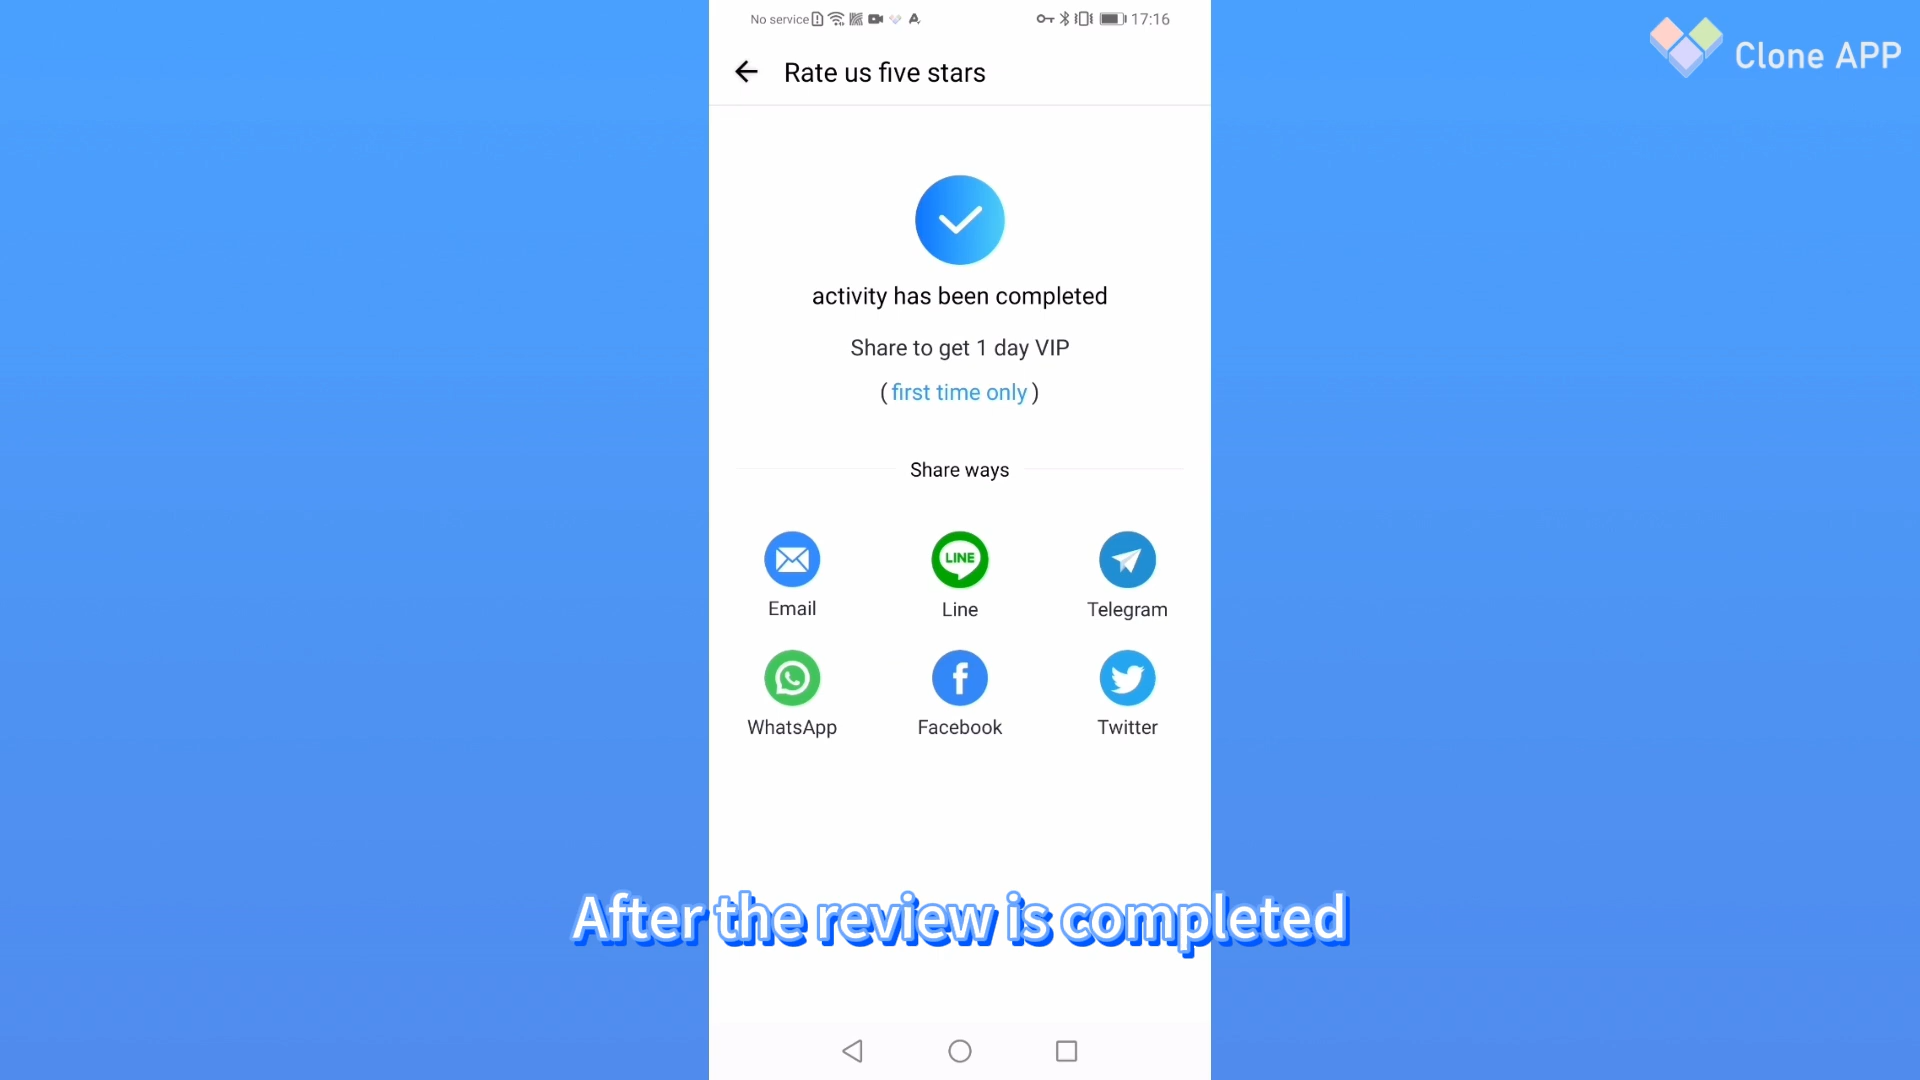 No service
17:16
Clone APP
Rate us five stars
activity has been completed
Share to get 1 day VIP
(first time only)
Share ways
LINE
Email
Line
Telegram
WhatsApp
Facebook
Twitter
After the review is completed